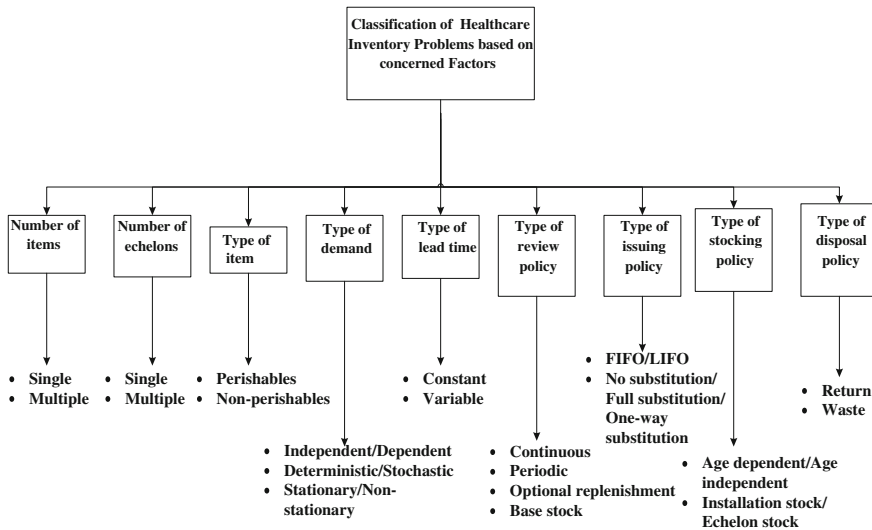 Classification of Healthcare
Inventory Problems based on
concerned Factors
Number of
items
Number of
echelons
Type of
item
Type of
demand
Type of
lead time
Type of
review
policy
Type of
issuing
policy
Type of
stocking
policy
Type of
disposal
policy
• Single
• Multiple
• Single
• Multiple
• Perishables
• Non-perishables
• Independent/Dependent
• Deterministic/Stochastic
• Stationary/Non-
stationary
• Constant
• Variable
• Continuous
• Periodic
• Optional replenishment
• Base stock
• FIFO/LIFO
• No substitution/
Full substitution/
One-way
substitution
• Age dependent/Age
independent
• Installation stock/
Echelon stock
• Return
• Waste